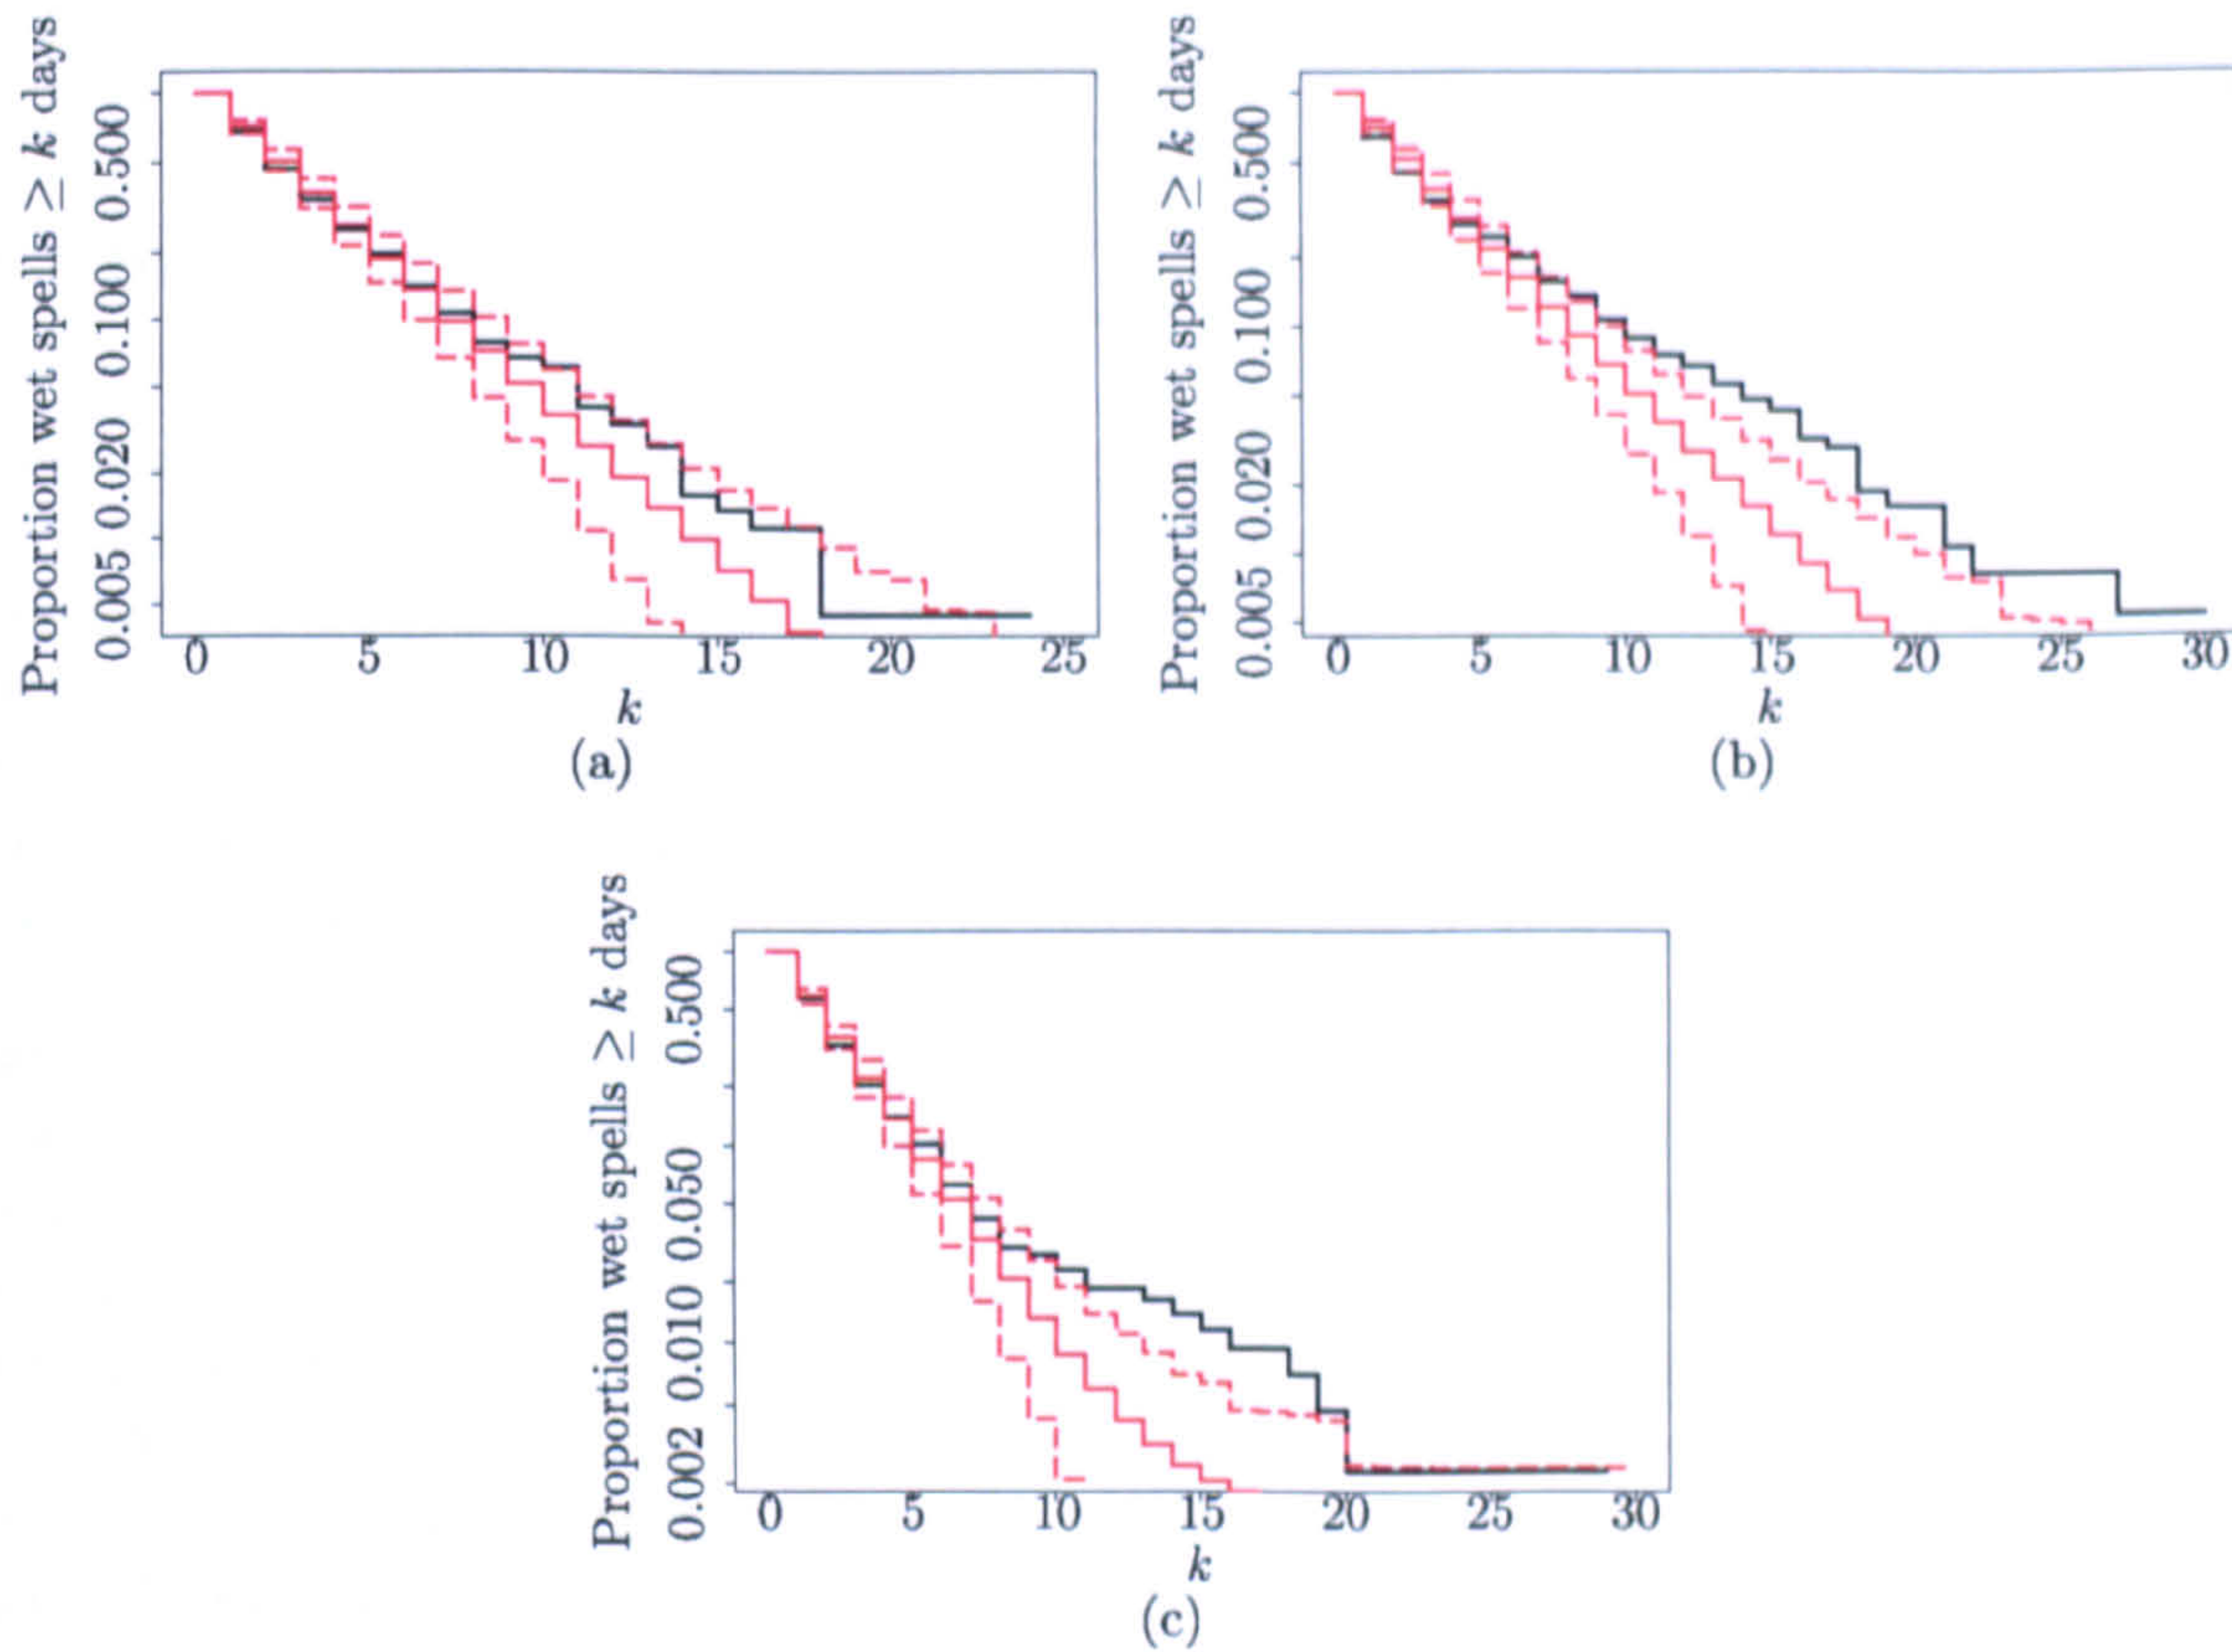 Proportion wet spells ≥ k days
0.500
0.100
0.020
0.005
0 5 10 15 20 25
k
(a)
Proportion wet spells ≥ k days
0.500
0.100
0.020
0.005
0 5 10 15 20 25 30
k
(b)
Proportion wet spells ≥ k days
0.500
0.050
0.010
0.002
0 5 10 15 20 25 30
k
(c)